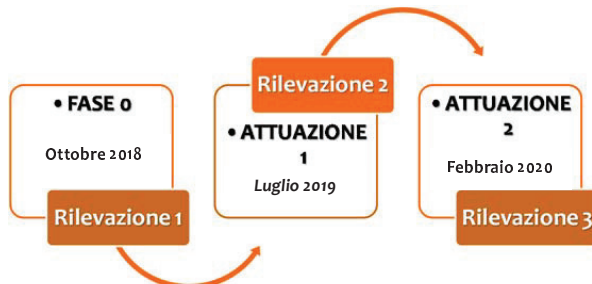 • FASE 0
Ottobre 2018
Rilevazione 1
Rilevazione 2
• ATTUAZIONE
1
Luglio 2019
• ATTUAZIONE
2
Febbraio 2020
Rilevazione 3